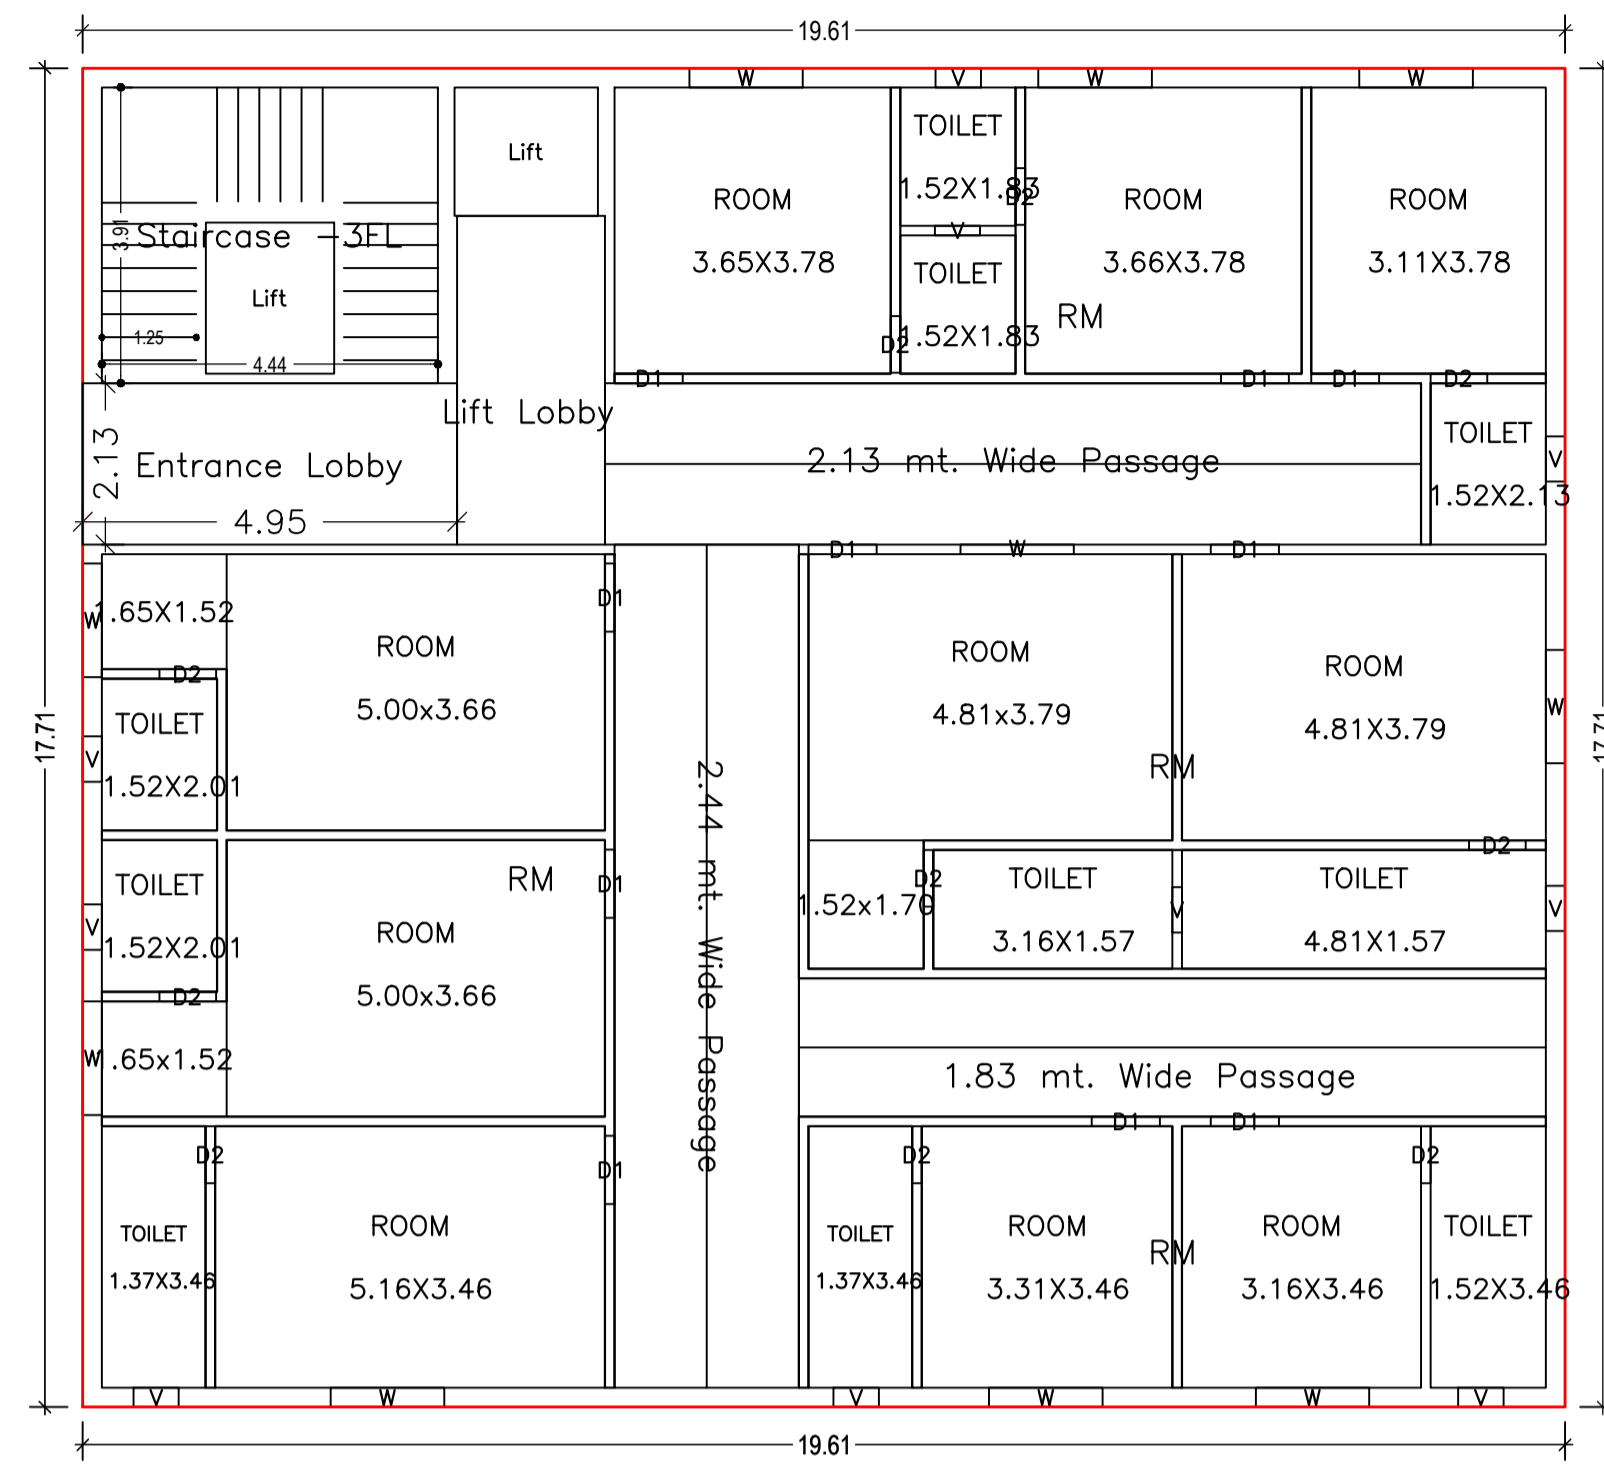 19.61
W
V
W
W
Lift
TOILET
1.52X1.83
D2
ROOM
3.65X3.78
ROOM
3.66X3.78
ROOM
3.11X3.78
3.91
Staircase -3FL
V
Lift
TOILET
1.52X1.83
D2
RM
1.25
4.44
D1
D1
D1
D2
Lift Lobby
2.13
Entrance Lobby
2.13 mt. Wide Passage
TOILET
1.52X2.13
V
4.95
D1
W
D1
W
1.65X1.52
D1
ROOM
5.00x3.66
D2
TOILET
1.52X2.01
V
ROOM
4.81x3.79
ROOM
4.81X3.79
W
RM
17.71
17.71
2.44 mt. Wide Passage
TOILET
1.52X2.01
V
D2
RM
D1
ROOM
5.00x3.66
D2
1.52x1.70
D2
TOILET
3.16X1.57
V
TOILET
4.81X1.57
V
W
1.65x1.52
1.83 mt. Wide Passage
D1
D1
D2
D1
D2
D2
TOILET
1.37X3.46
ROOM
5.16X3.46
TOILET
1.37X3.46
ROOM
3.31X3.46
RM
ROOM
3.16X3.46
TOILET
1.52X3.46
V
W
V
W
W
V
19.61